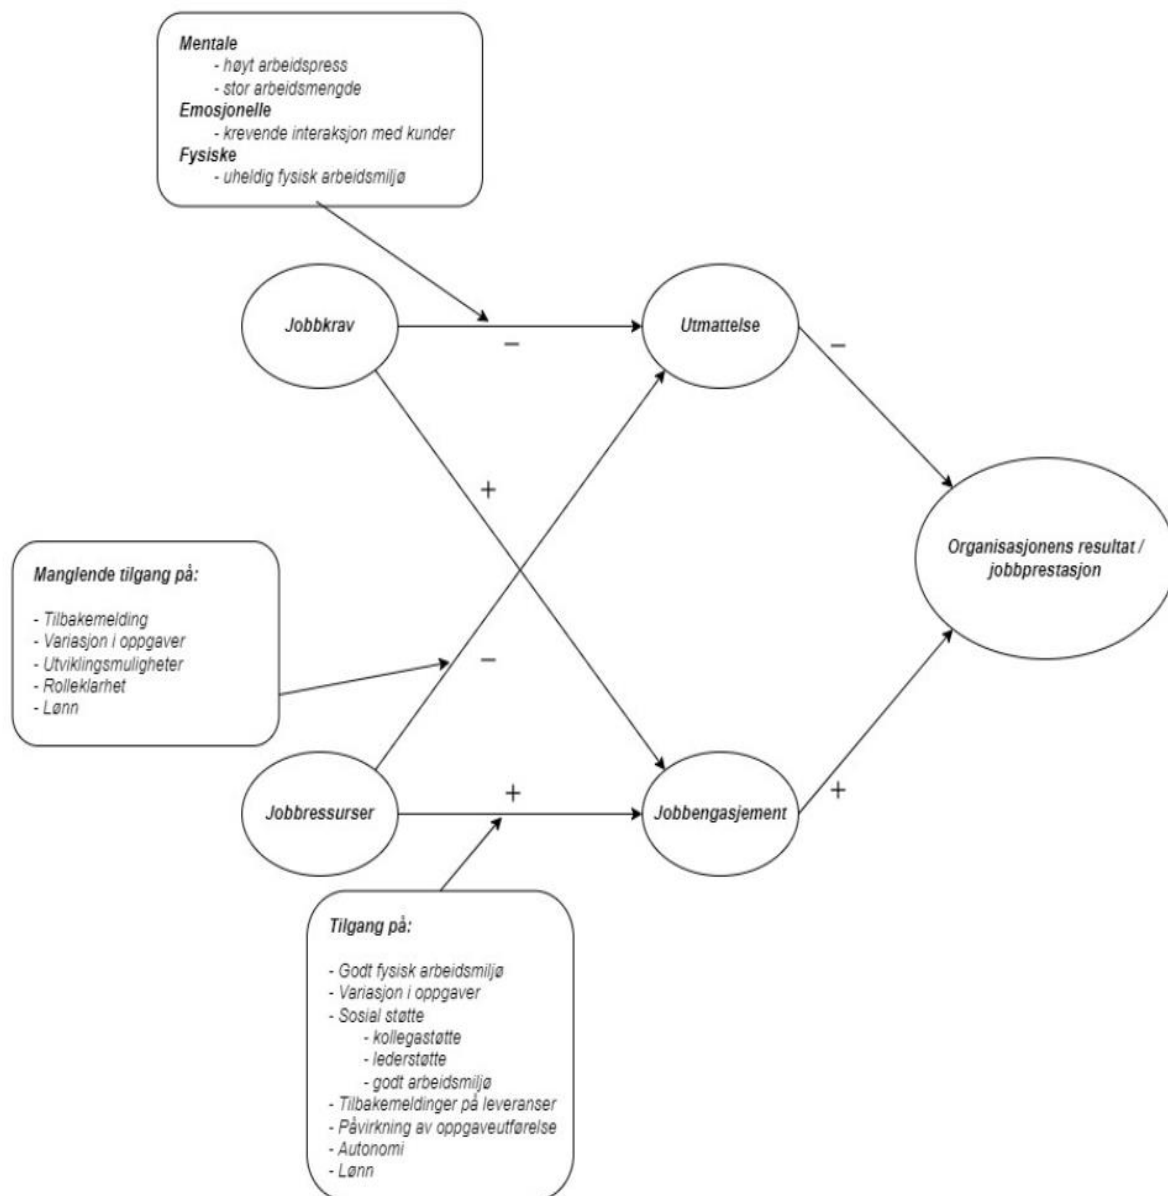 Mentale
- høyt arbeidspress
- stor arbeidsmengde
Emosjonelle
- krevende interaksjon med kunder
Fysiske
- uheldig fysisk arbeidsmiljø
Jobbkrav
Utmattelse
–
–
+
Organisasjonens resultat /
jobbprestasjon
Manglende tilgang på:
- Tilbakemelding
- Variasjon i oppgaver
- Utviklingsmuligheter
- Rolleklarhet
- Lønn
–
Jobbressurser
+
Jobbengasjement
+
Tilgang på:
- Godt fysisk arbeidsmiljø
- Variasjon i oppgaver
- Sosial støtte
- kollegastøtte
- lederstøtte
- godt arbeidsmiljø
- Tilbakemeldinger på leveranser
- Påvirkning av oppgaveutførelse
- Autonomi
- Lønn